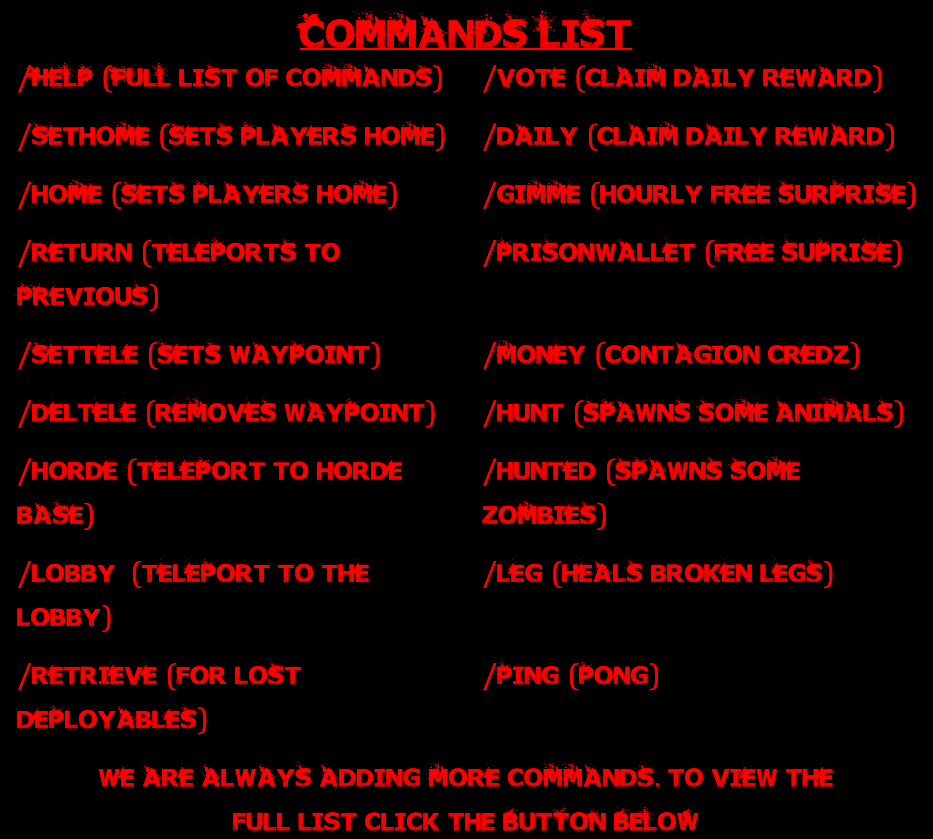 COMMANDS LIST
/HELP (FULL LIST OF COMMANDS)
/VOTE (CLAIM DAILY REWARD)
/SETHOME (SETS PLAYERS HOME)
/DAILY (CLAIM DAILY REWARD)
/HOME (SETS PLAYERS HOME)
/GIMME (HOURLY FREE SURPRISE)
/RETURN (TELEPORTS TO
PREVIOUS)
/PRISONWALLET (FREE SUPRISE)
/SETTELE (SETS WAYPOINT)
/MONEY (CONTAGION CREDZ)
/DELTELE (REMOVES WAYPOINT)
/HUNT (SPAWNS SOME ANIMALS)
/HORDE (TELEPORT TO HORDE
BASE)
/HUNTED (SPAWNS SOME
ZOMBIES)
/LOBBY (TELEPORT TO THE
LOBBY)
/LEG (HEALS BROKEN LEGS)
/RETRIEVE (FOR LOST
DEPLOYABLES)
/PING (PONG)
WE ARE ALWAYS ADDING MORE COMMANDS. TO VIEW THE
FULL LIST CLICK THE BUTTON BELOW